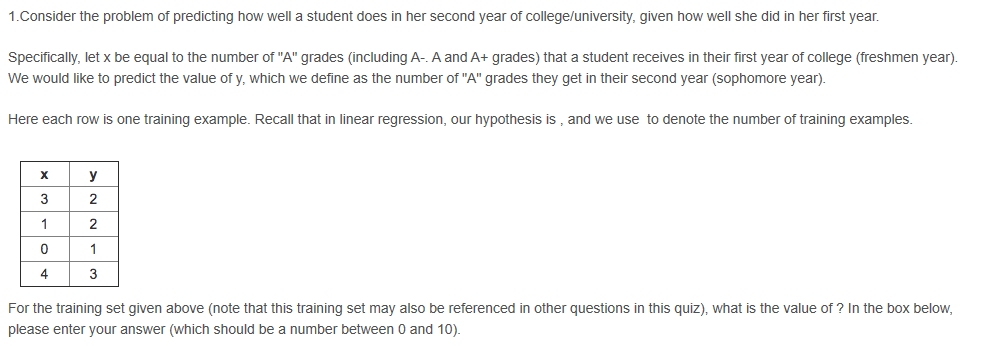 1.Consider the problem of predicting how well a student does in her second year of college/university, given how well she did in her first year.
Specifically, let x be equal to the number of "A" grades (including A-. A and A+ grades) that a student receives in their first year of college (freshmen year).
We would like to predict the value of y, which we define as the number of "A" grades they get in their second year (sophomore year).
Here each row is one training example. Recall that in linear regression, our hypothesis is , and we use  to denote the number of training examples.
x y
3 2
1 2
0 1
4 3
For the training set given above (note that this training set may also be referenced in other questions in this quiz), what is the value of ? In the box below,
please enter your answer (which should be a number between 0 and 10).